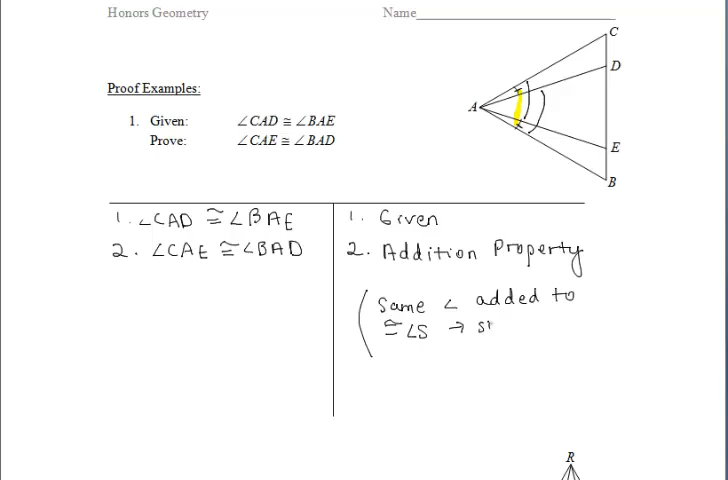 Honors Geometry Name
C
D
Proof Examples:
A
1. Given: ∠CAD ≅ ∠BAE
Prove: ∠CAE ≅ ∠BAD
E
B
1. ∠CAD ≅ ∠BAE 1. Given
2. ∠CAE ≅ ∠BAD 2. Addition Property
(Same ∠ added to
≅ ∠S →
R